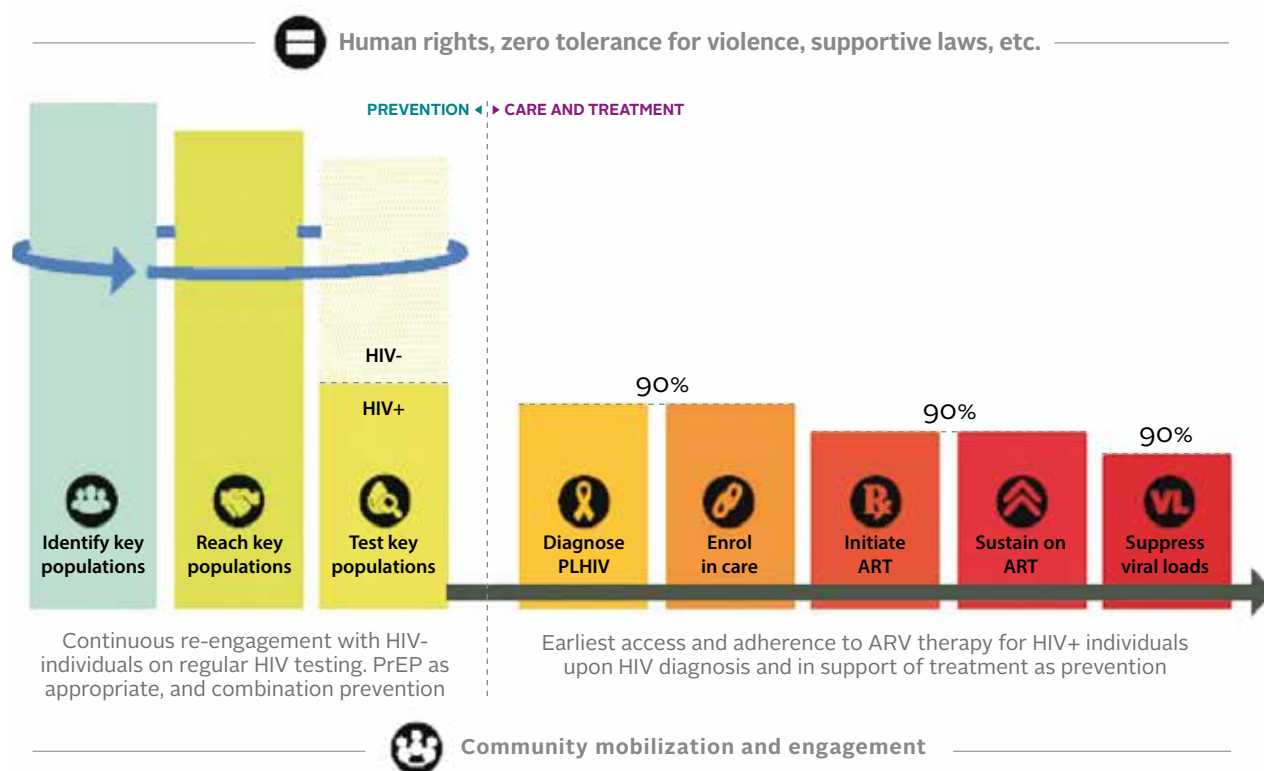 Human rights, zero tolerance for violence, supportive laws, etc.
PREVENTION
CARE AND TREATMENT
HIV-
HIV+
90%
90%
90%
Identify key
populations
Reach key
populations
Test key
populations
Diagnose
PLHIV
Enrol
in care
Rx
Initiate
ART
Sustain on
ART
VL
Suppress
viral loads
Continuous re-engagement with HIV-
individuals on regular HIV testing. PrEP as
appropriate, and combination prevention
Earliest access and adherence to ARV therapy for HIV+ individuals
upon HIV diagnosis and in support of treatment as prevention
Community mobilization and engagement